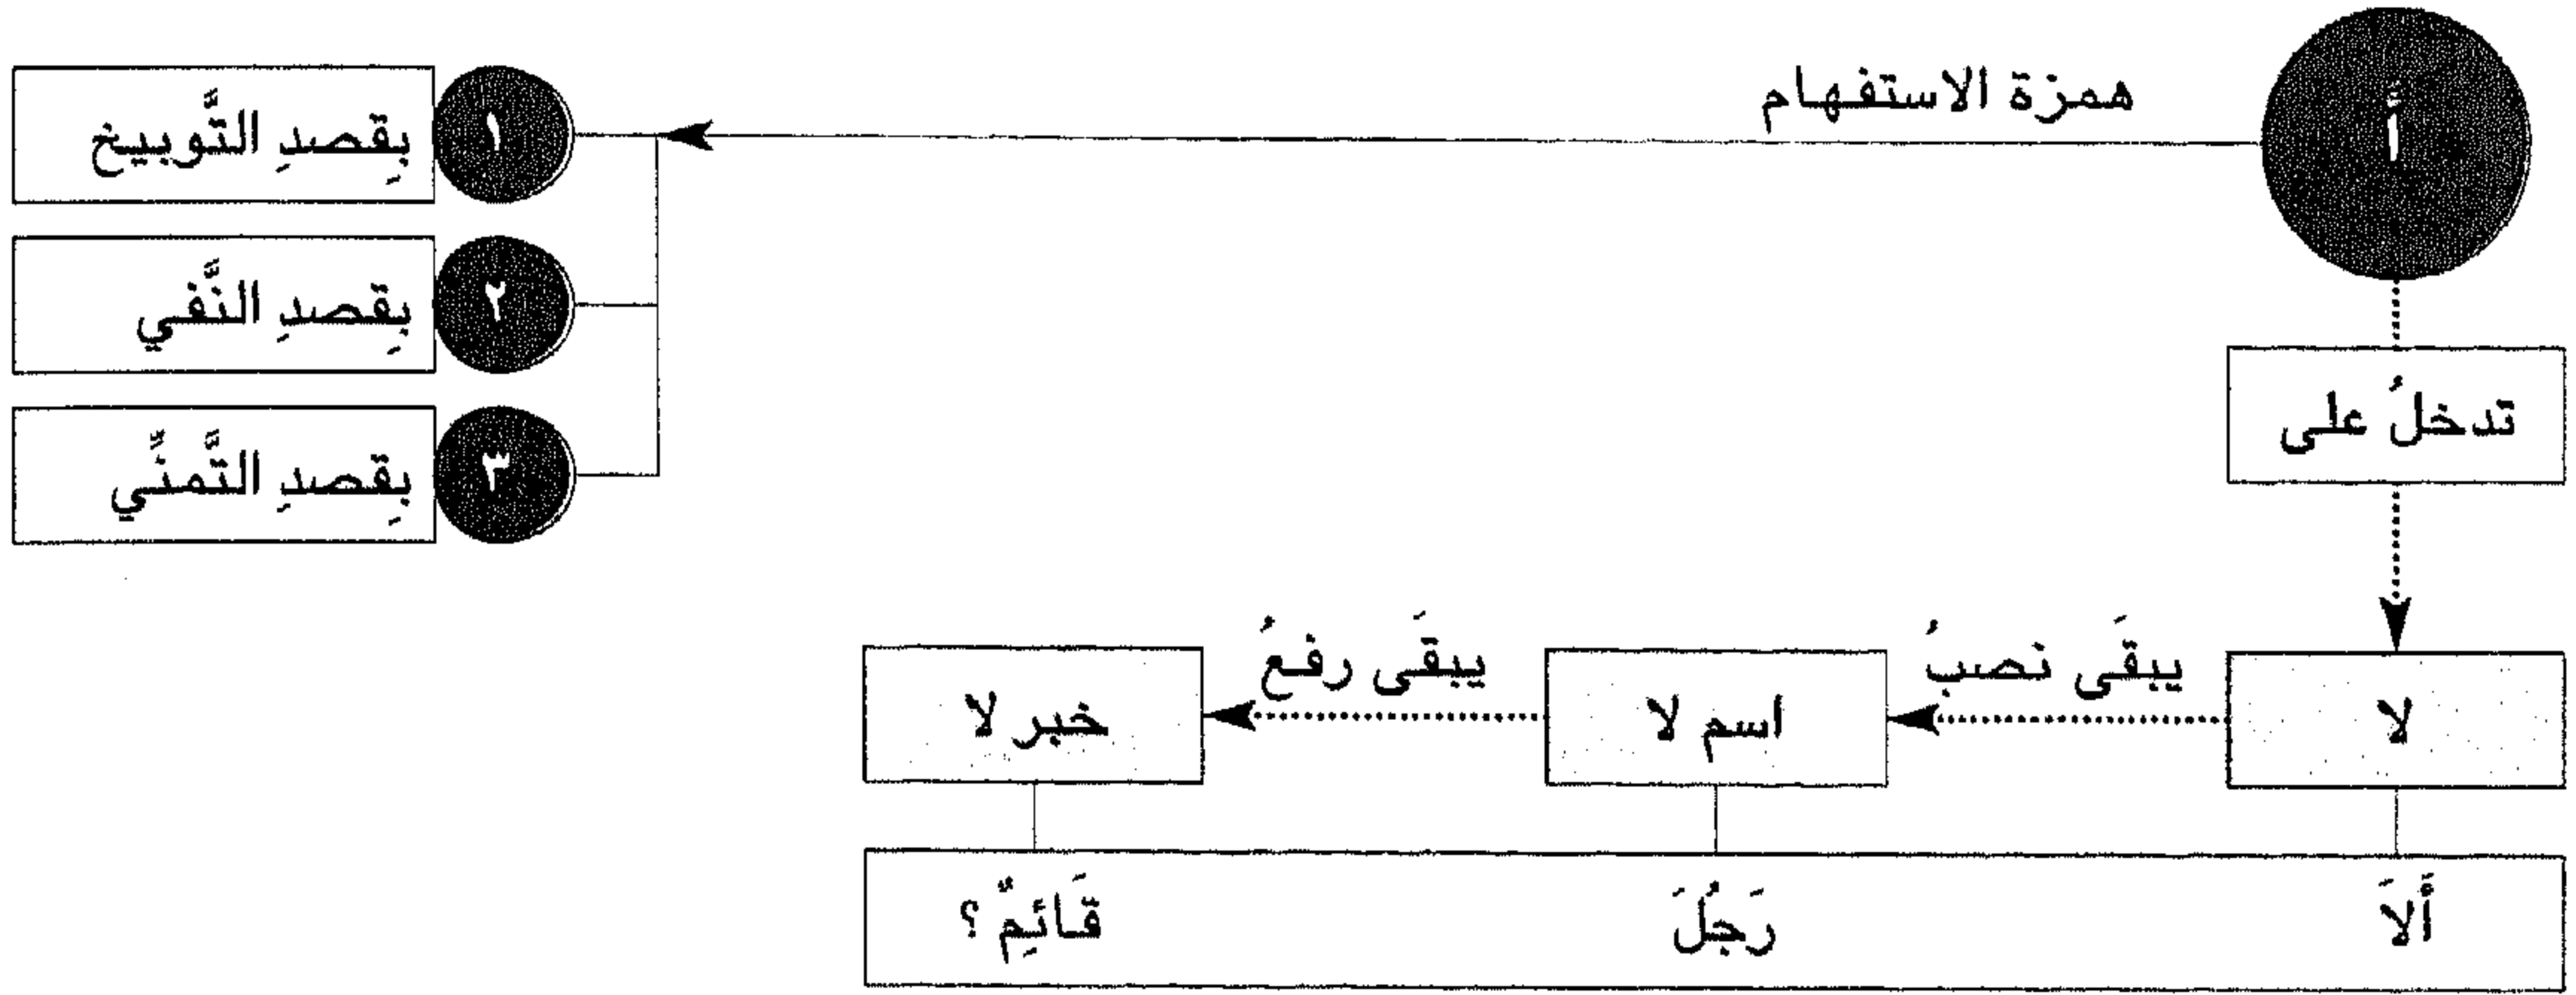 أ
همزة الاستفهام
١
بِقصدِ التَّوبيخ
٢
بِقصدِ النَّفي
٣
بِقصدِ التَّمنِّي
تدخلُ على
لا
يبقَى نصبُ
اسم لا
يبقَى رفعُ
خبر لا
أَلاَ رَجُلَ قَائِمٌ ؟